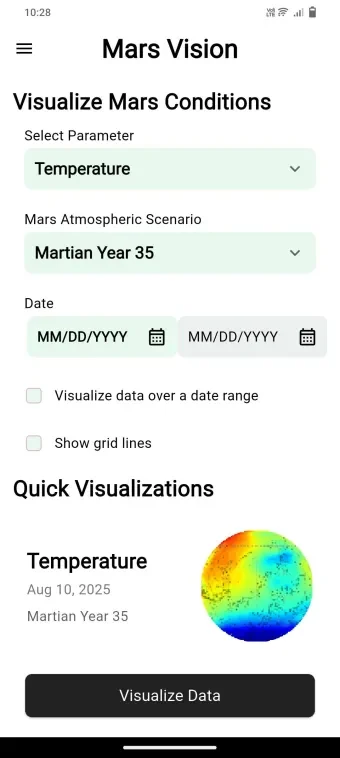 10:28
Mars Vision
Visualize Mars Conditions
Select Parameter
Temperature
Mars Atmospheric Scenario
Martian Year 35
Date
MM/DD/YYYY MM/DD/YYYY
Visualize data over a date range
Show grid lines
Quick Visualizations
Temperature
Aug 10, 2025
Martian Year 35
Visualize Data